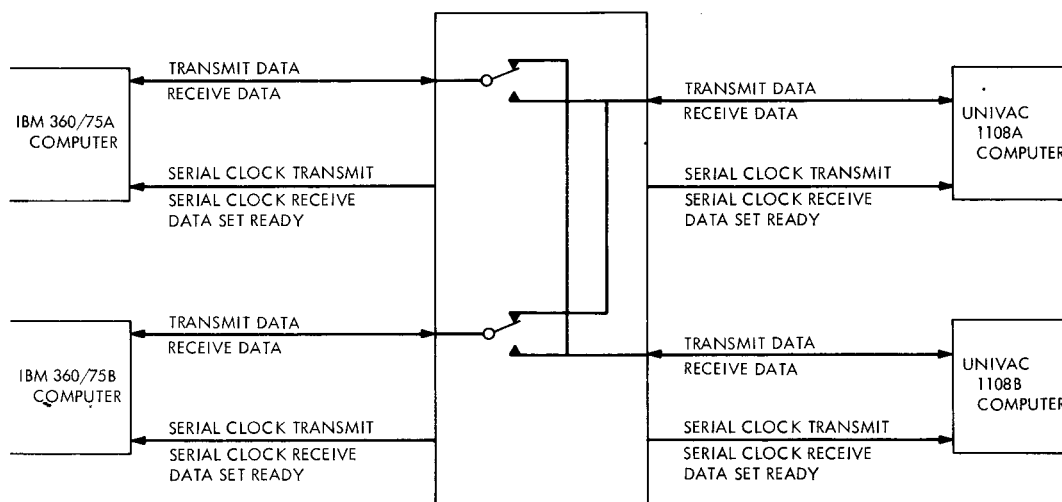 IBM 360/75A
COMPUTER
TRANSMIT DATA
RECEIVE DATA
SERIAL CLOCK TRANSMIT
SERIAL CLOCK RECEIVE
DATA SET READY
TRANSMIT DATA
RECEIVE DATA
SERIAL CLOCK TRANSMIT
SERIAL CLOCK RECEIVE
DATA SET READY
UNIVAC
1108A
COMPUTER
IBM 360/75B
COMPUTER
TRANSMIT DATA
RECEIVE DATA
SERIAL CLOCK TRANSMIT
SERIAL CLOCK RECEIVE
DATA SET READY
TRANSMIT DATA
RECEIVE DATA
SERIAL CLOCK TRANSMIT
SERIAL CLOCK RECEIVE
DATA SET READY
UNIVAC
1108B
COMPUTER